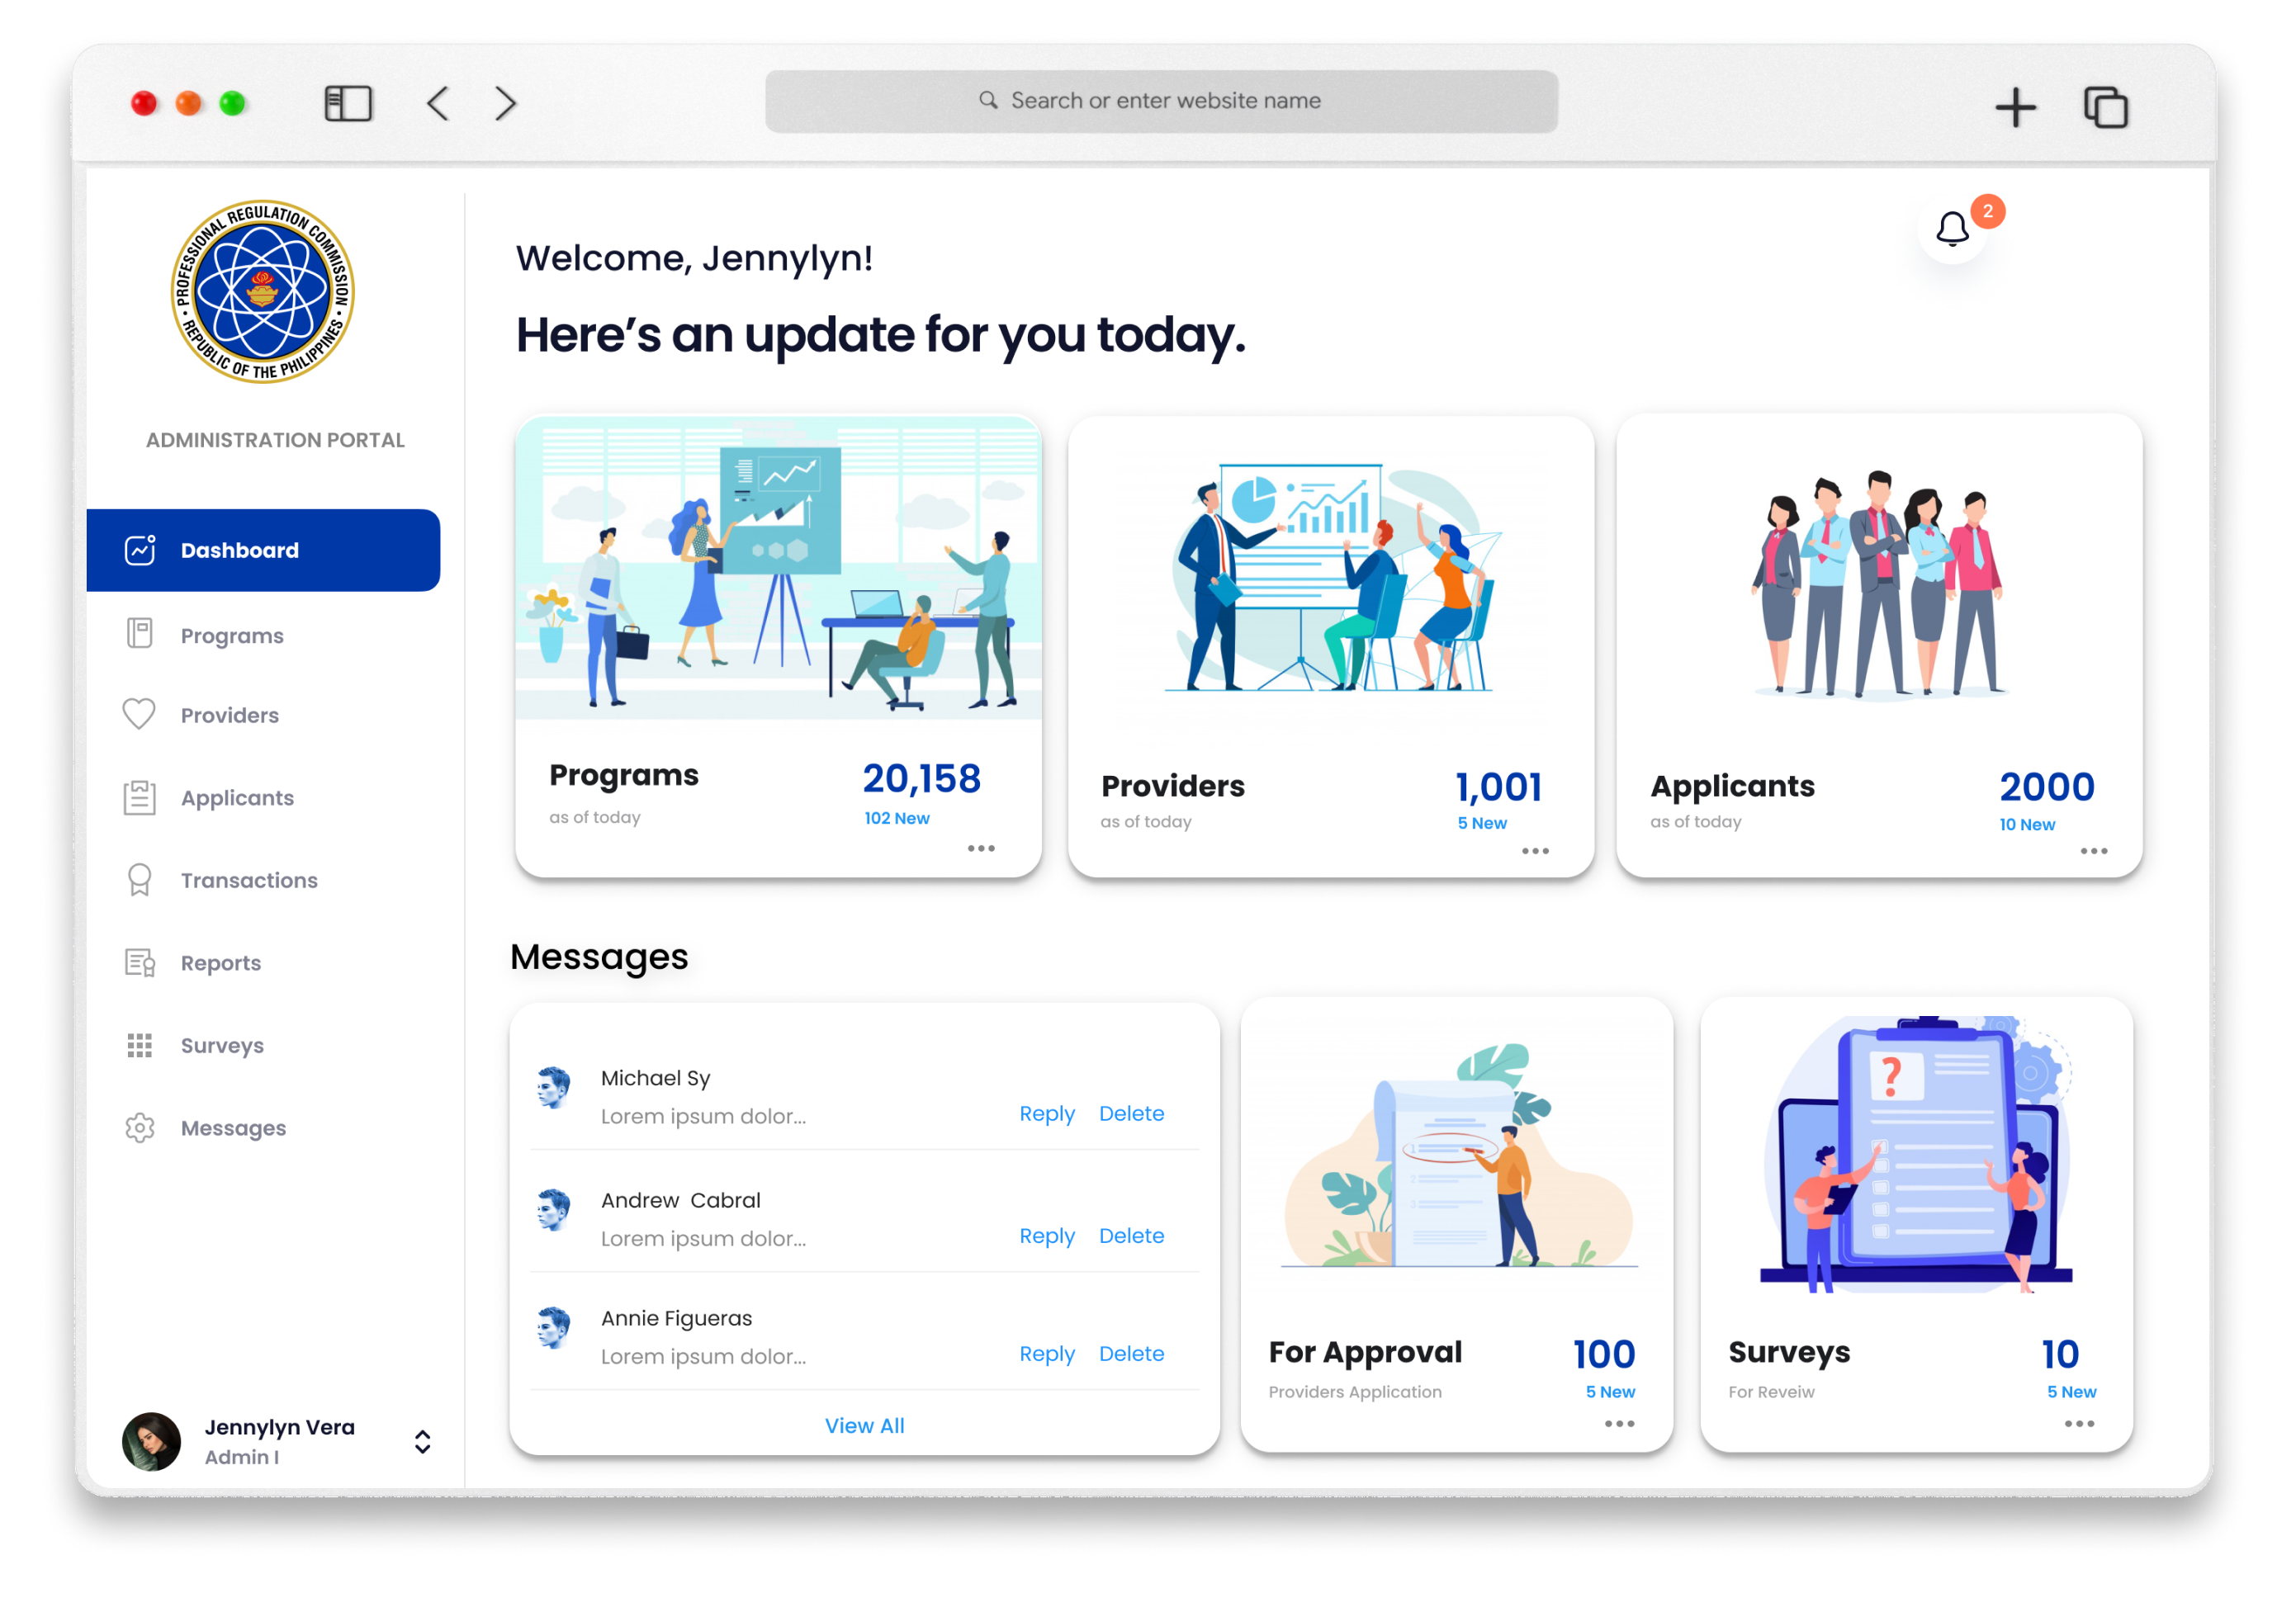 Search or enter website name
PROFESSIONAL REGULATION COMMISSION
REPUBLIC OF THE PHILIPPINES
ADMINISTRATION PORTAL
Dashboard
Programs
Providers
Applicants
Transactions
Reports
Surveys
Messages
Jennylyn Vera
Admin I
2
Welcome, Jennylyn!
Here’s an update for you today.
Programs 20,158
as of today 102 New
Providers 1,001
as of today 5 New
Applicants 2000
as of today 10 New
Messages
Michael Sy
Lorem ipsum dolor... Reply Delete
Andrew Cabral
Lorem ipsum dolor... Reply Delete
Annie Figueras
Lorem ipsum dolor... Reply Delete
View All
1
2
3
For Approval 100
Providers Application 5 New
?
Surveys 10
For Reveiw 5 New